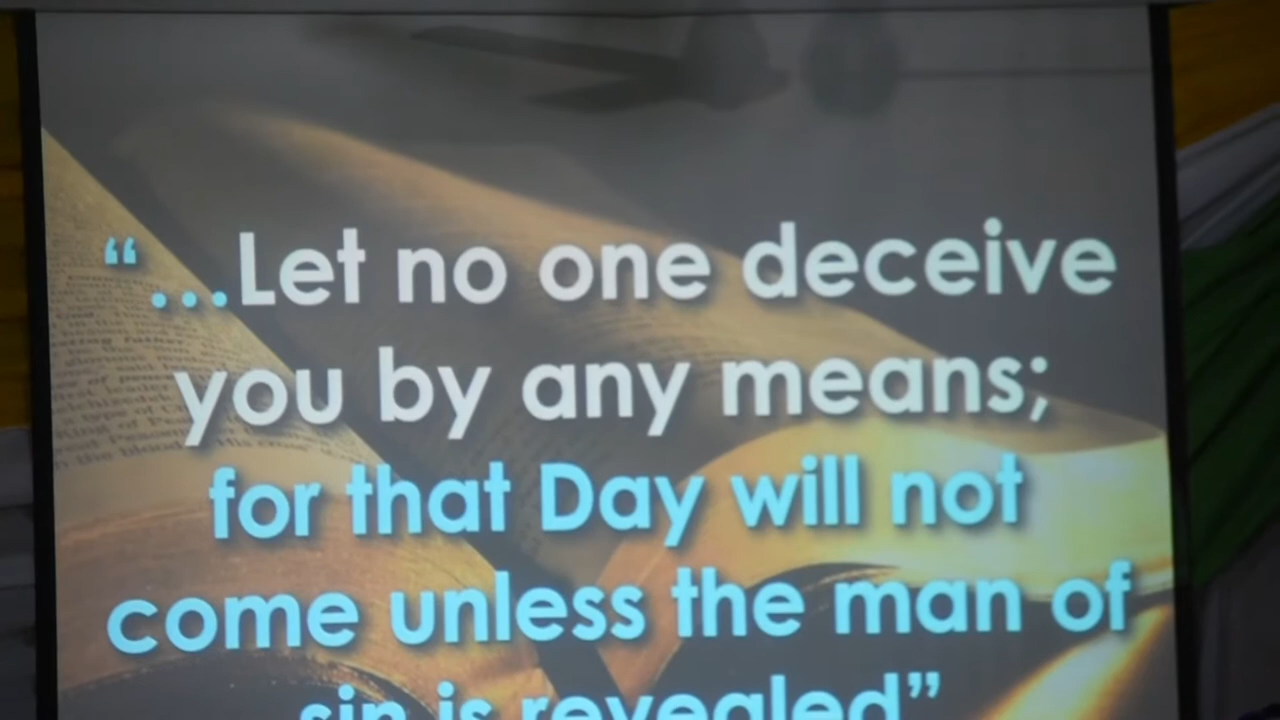 “...Let no one deceive
you by any means;
for that Day will not
come unless the man of
sin is revealed”